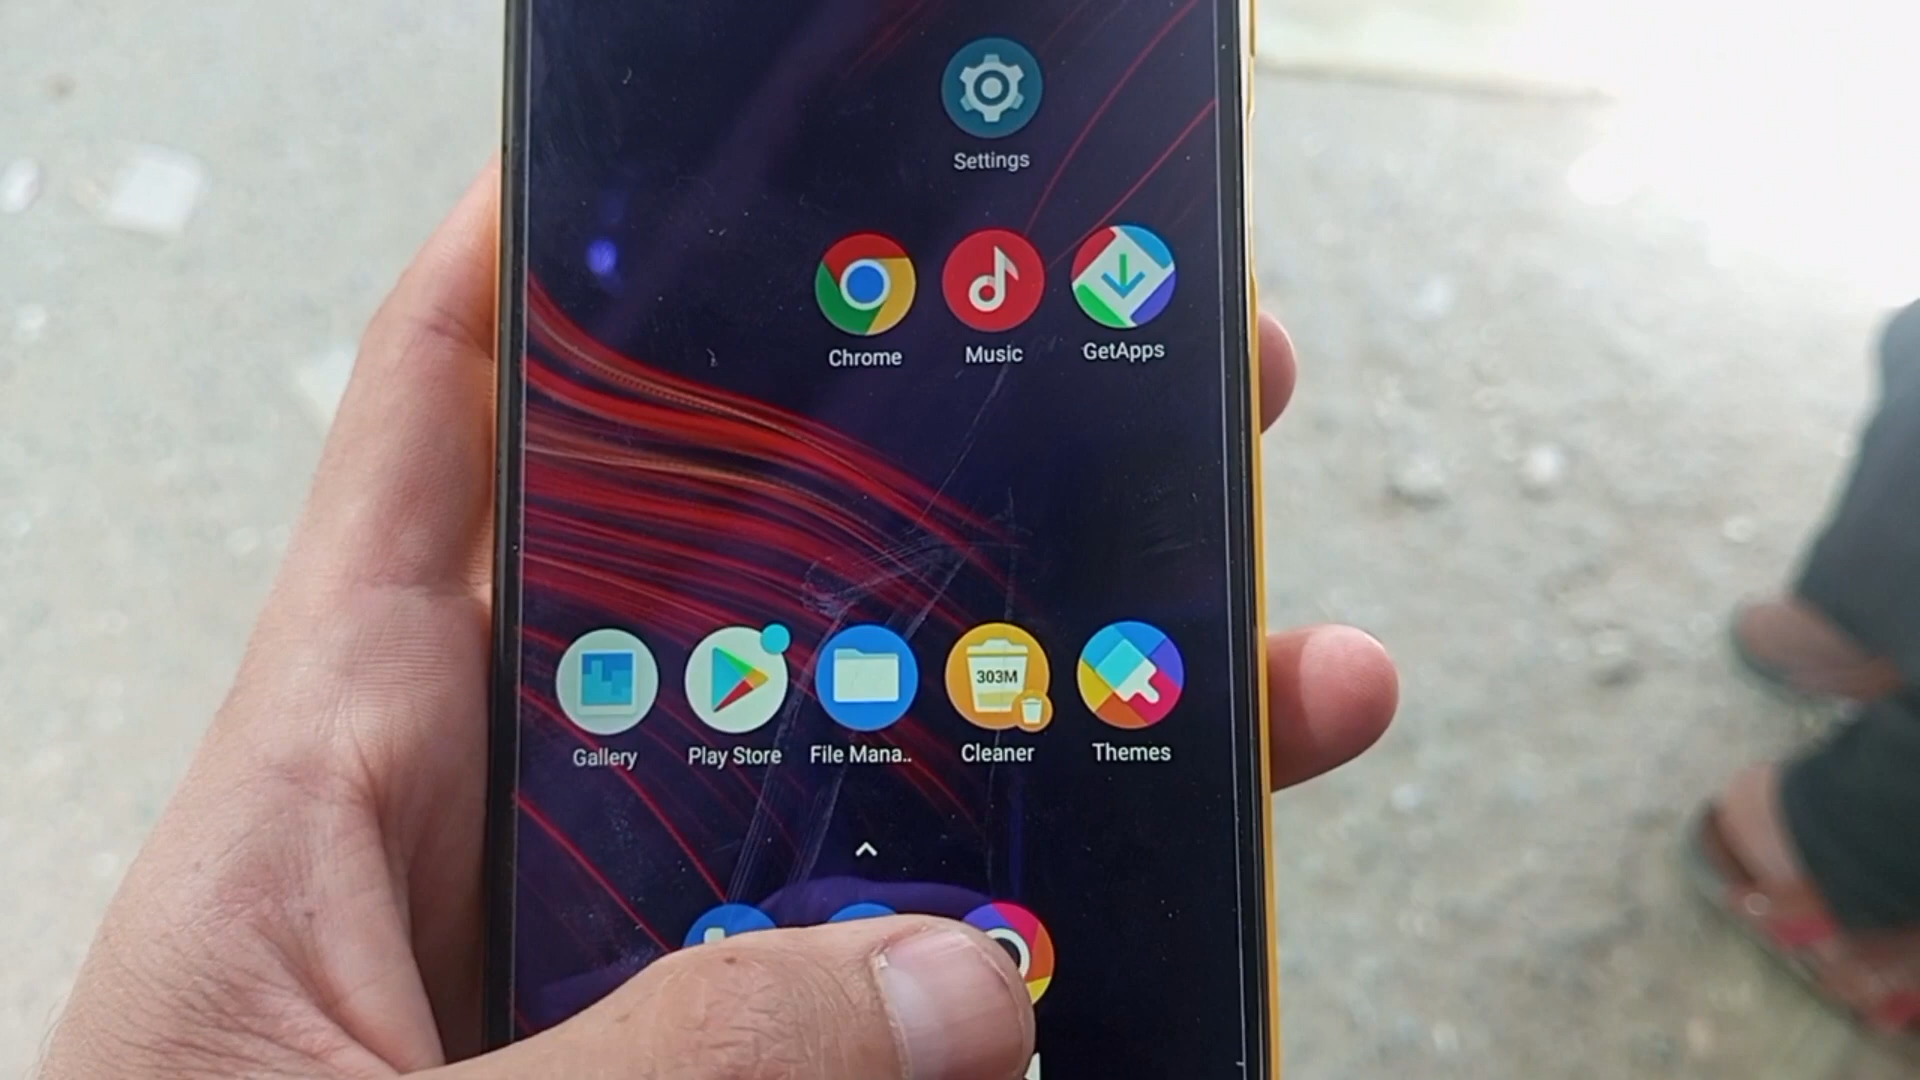 Settings
Chrome
Music
GetApps
303M
Gallery
Play Store
File Mana..
Cleaner
Themes